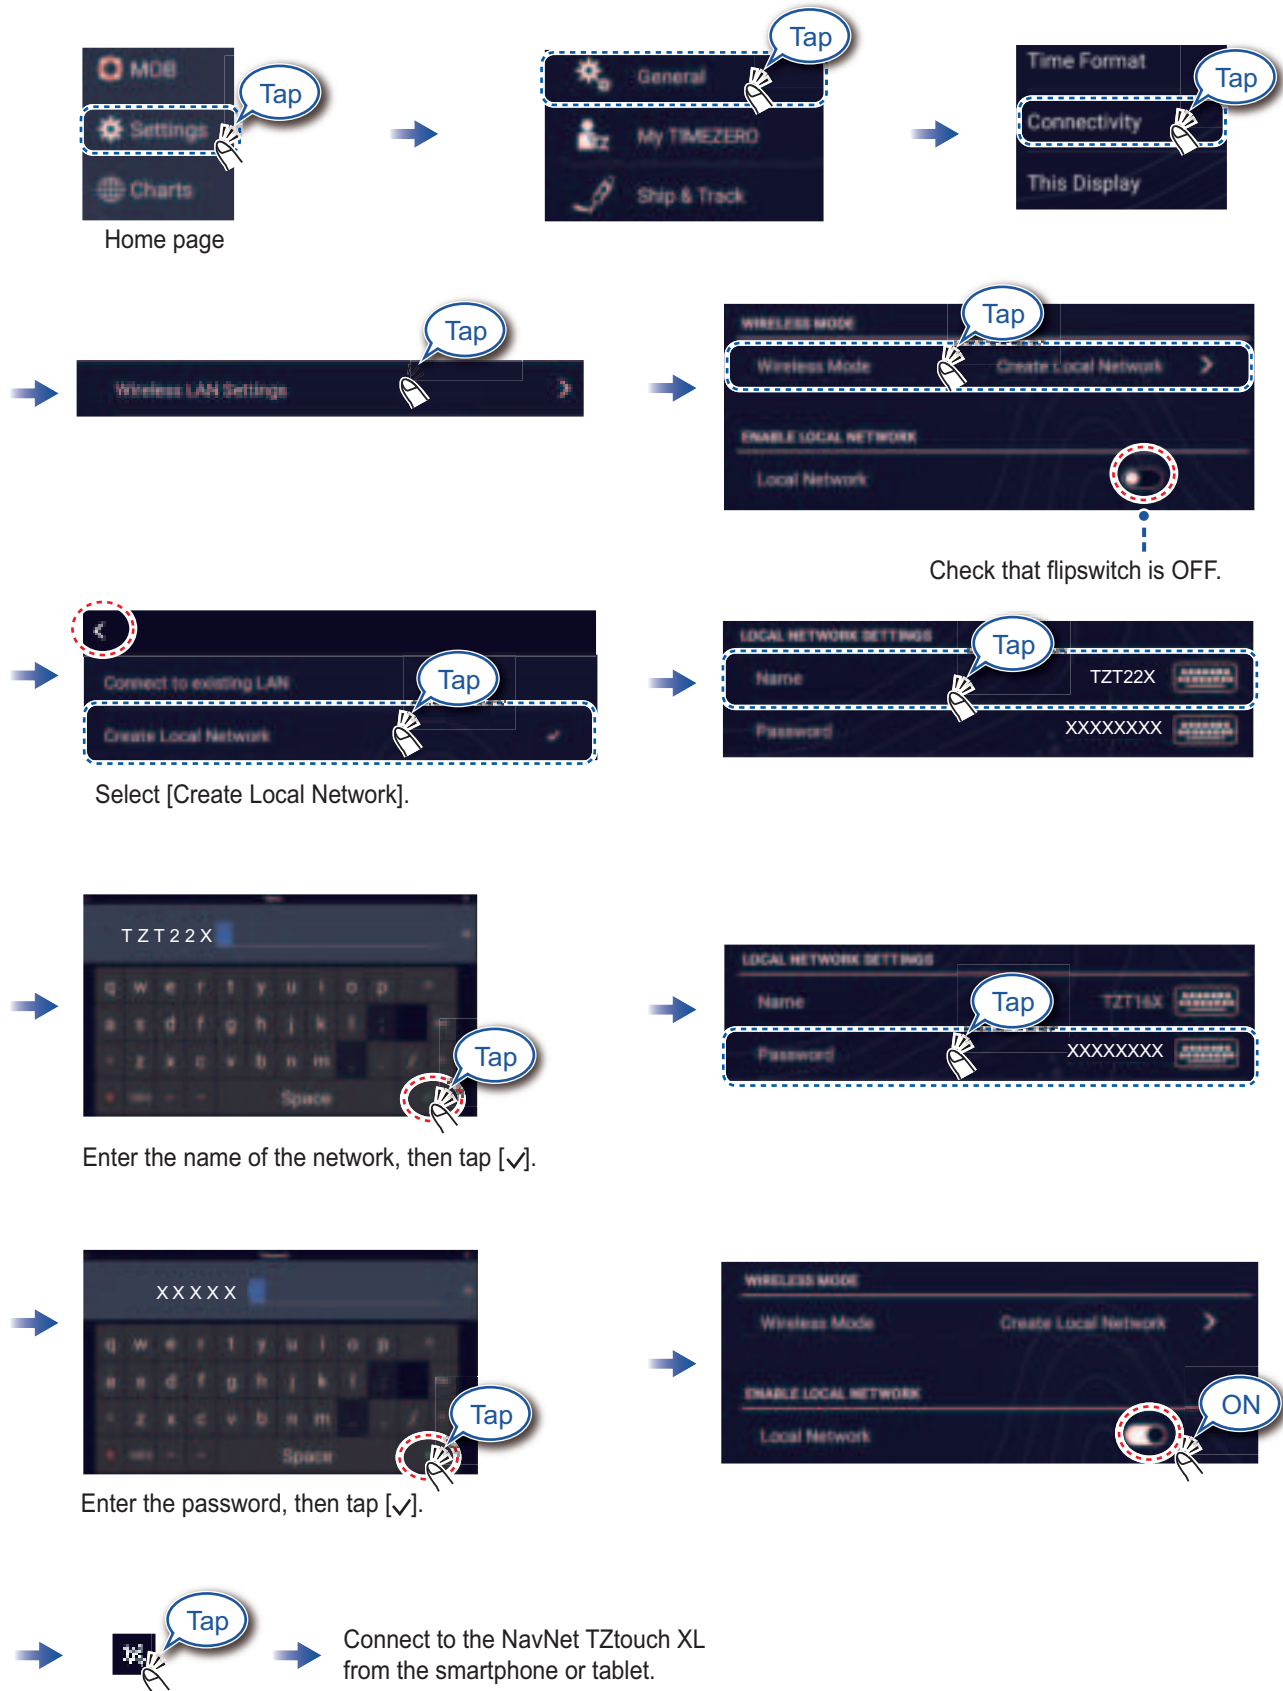 MOB
Tap
Settings
Charts
Home page
Tap
General
My TIMEZERO
Ship & Track
Time Format
Tap
Connectivity
This Display
Tap
Wireless LAN Settings
WIRELESS MODE
Tap
Wireless Mode Create Local Network
ENABLE LOCAL NETWORK
Local Network
Check that flipswitch is OFF.
Connect to existing LAN
Tap
Create Local Network
Select [Create Local Network].
LOCAL NETWORK SETTINGS
Tap
Name TZT22X
Password XXXXXXXX
TZT22X
q w e r t y u i o p
a s d f g h j k l ;
z x c v b n m
Tap
Space
Enter the name of the network, then tap [✓].
LOCAL NETWORK SETTINGS
Name TZT16X
Tap
Password XXXXXXXX
XXXXX
q w e r t y u i o p
a s d f g h j k l
z x c v b n m
Tap
Space
Enter the password, then tap [✓].
WIRELESS MODE
Wireless Mode Create Local Network
ENABLE LOCAL NETWORK
ON
Local Network
Tap
Connect to the NavNet TZtouch XL
from the smartphone or tablet.